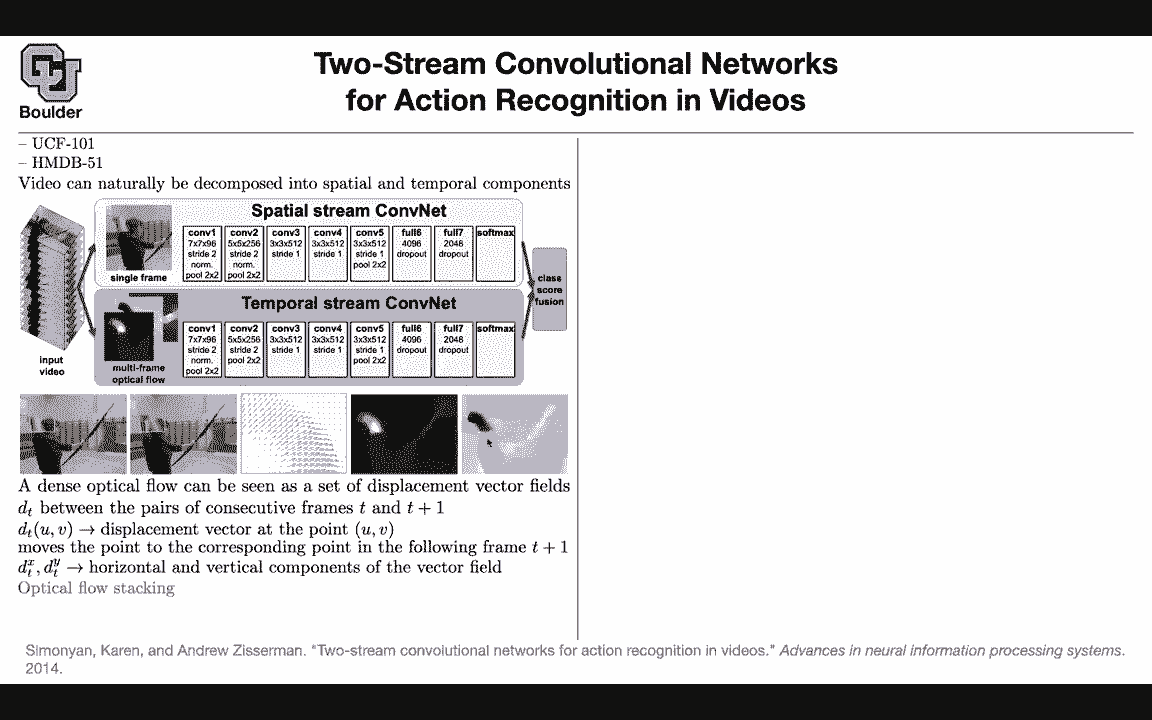 Boulder
Two-Stream Convolutional Networks
for Action Recognition in Videos
– UCF-101
– HMDB-51
Video can naturally be decomposed into spatial and temporal components
Spatial stream ConvNet
conv1 7x7x96 stride 2 norm. pool 2x2
conv2 5x5x256 stride 2 norm. pool 2x2
conv3 3x3x512 stride 1
conv4 3x3x512 stride 1
conv5 3x3x512 stride 1 pool 2x2
full6 4096 dropout
full7 2048 dropout
softmax
single frame
Temporal stream ConvNet
conv1 7x7x96 stride 2 norm. pool 2x2
conv2 5x5x256 stride 2 pool 2x2
conv3 3x3x512 stride 1
conv4 3x3x512 stride 1
conv5 3x3x512 stride 1 pool 2x2
full6 4096 dropout
full7 2048 dropout
softmax
multi-frame
optical flow
input
video
class
score
fusion
A dense optical flow can be seen as a set of displacement vector fields
d_t between the pairs of consecutive frames t and t + 1
d_t(u, v) → displacement vector at the point (u, v)
moves the point to the corresponding point in the following frame t + 1
d_t^x, d_t^y → horizontal and vertical components of the vector field
Optical flow stacking
Simonyan, Karen, and Andrew Zisserman. "Two-stream convolutional networks for action recognition in videos." Advances in neural information processing systems.
2014.